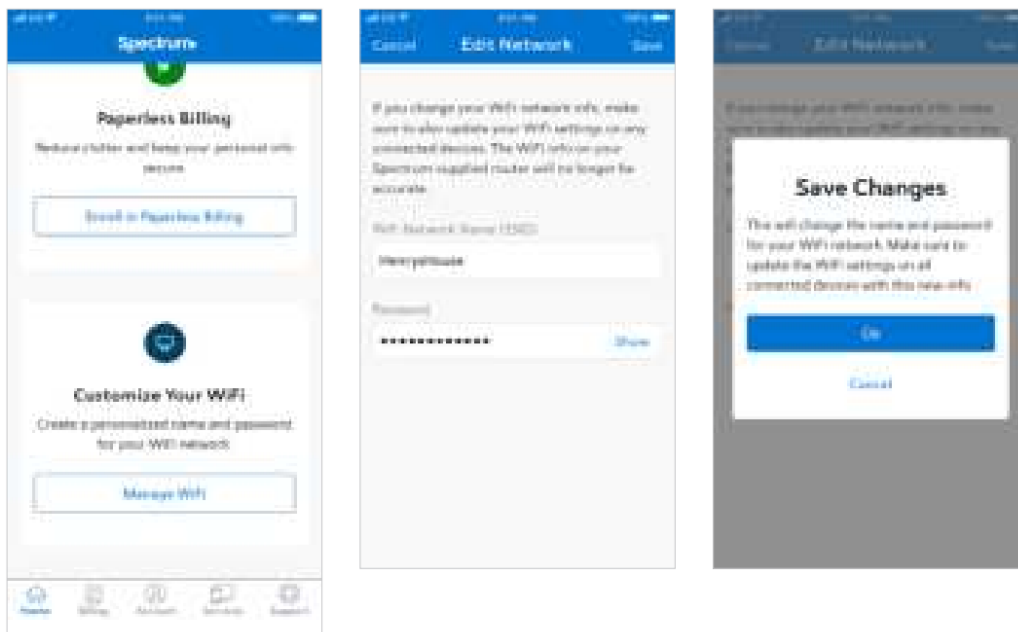 Spectrum
Paperless Billing
Reduce clutter and keep your personal info
secure
Enroll in Paperless Billing
Customize Your WiFi
Create a personalized name and password
for your WiFi network
Manage WiFi
Home Billing Account Services Support
Cancel Edit Network Save
If you change your WiFi network info, make
sure to also update your WiFi settings on any
connected devices. The WiFi info on your
Spectrum supplied router will no longer be
accurate
WiFi Network Name (SSID)
Password
Show
Edit Network
Save Changes
This will change the name and password
for your WiFi network. Make sure to
update the WiFi settings on all
connected devices with this new info
Cancel